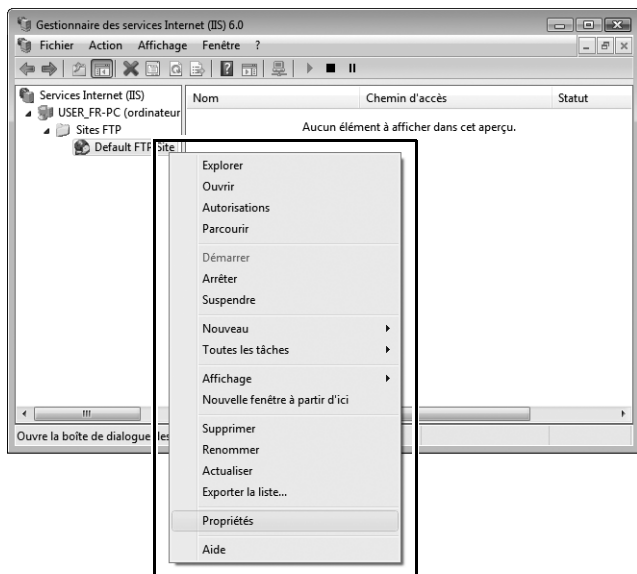 Gestionnaire des services Internet (IIS) 6.0
Fichier Action Affichage Fenêtre ?
Services Internet (IIS)
USER_FR-PC (ordinateur
Sites FTP
Default FTP Site
Nom Chemin d'accès Statut
Aucun élément à afficher dans cet aperçu.
Explorer
Ouvrir
Autorisations
Parcourir
Démarrer
Arrêter
Suspendre
Nouveau
Toutes les tâches
Affichage
Nouvelle fenêtre à partir d'ici
Supprimer
Renommer
Actualiser
Exporter la liste...
Propriétés
Aide
Ouvre la boîte de dialogue des